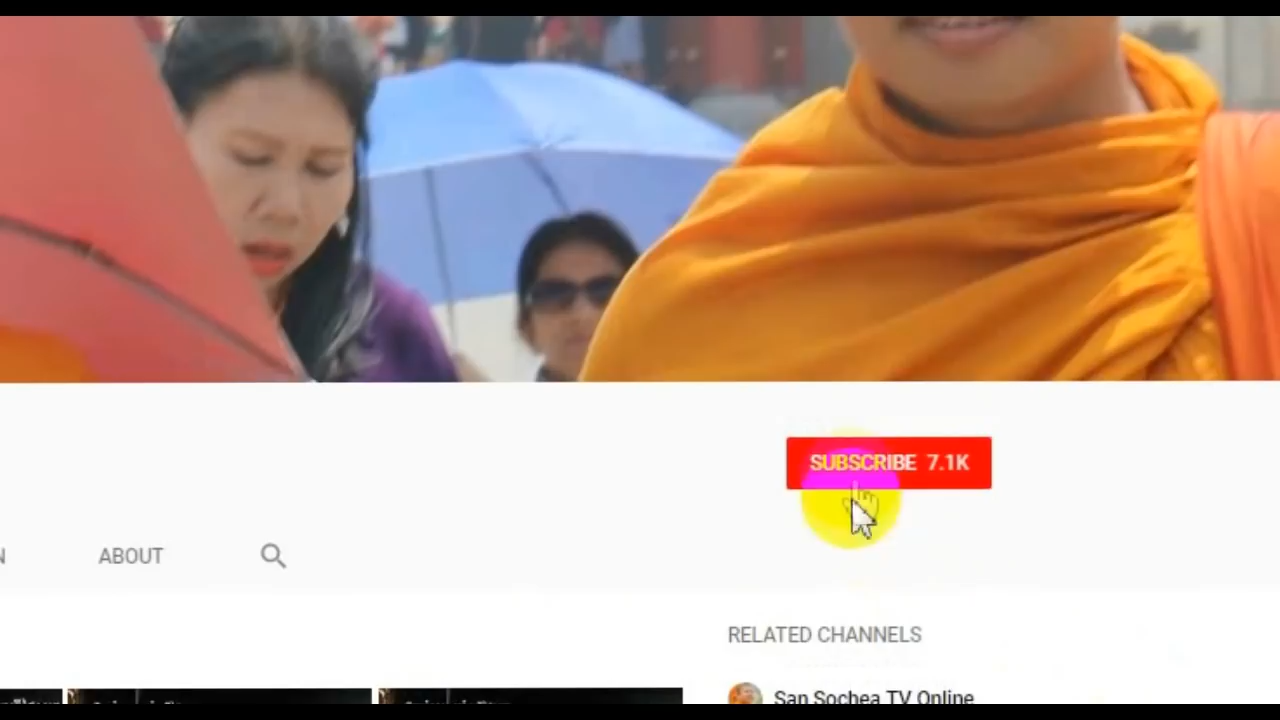 SUBSCRIBE 7.1K
N
ABOUT
RELATED CHANNELS
San Sochea TV Online